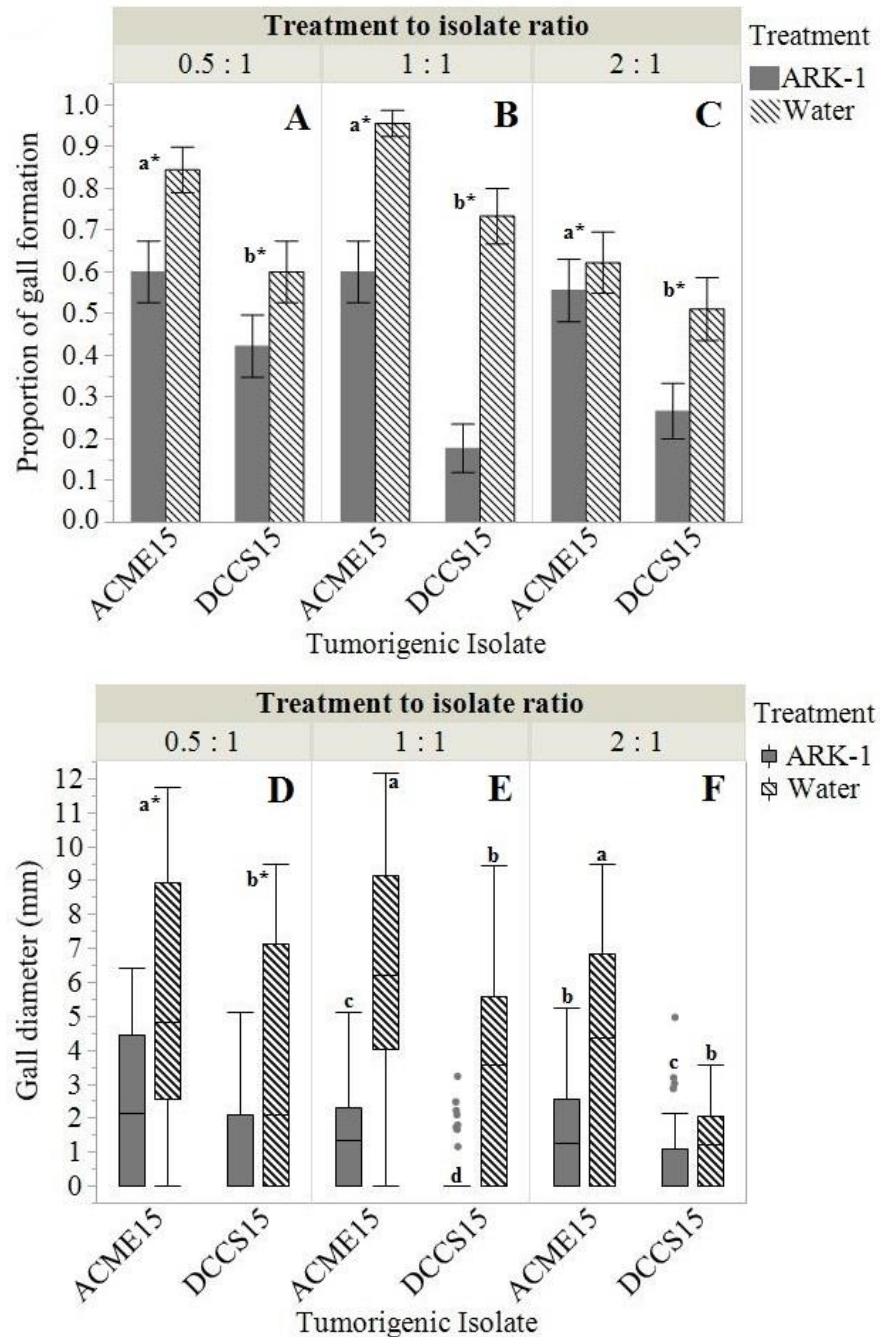 Treatment to isolate ratio
0.5 : 1 1 : 1 2 : 1
Treatment
ARK-1
Water
Proportion of gall formation
1.0
0.9
0.8
0.7
0.6
0.5
0.4
0.3
0.2
0.1
0.0
A B C
a* b* a* b* a* b*
ACME15 DCCS15 ACME15 DCCS15 ACME15 DCCS15
Tumorigenic Isolate
Treatment to isolate ratio
0.5 : 1 1 : 1 2 : 1
Treatment
ARK-1
Water
Gall diameter (mm)
12
11
10
9
8
7
6
5
4
3
2
1
0
D E F
a* b* c a d b b a c b
ACME15 DCCS15 ACME15 DCCS15 ACME15 DCCS15
Tumorigenic Isolate